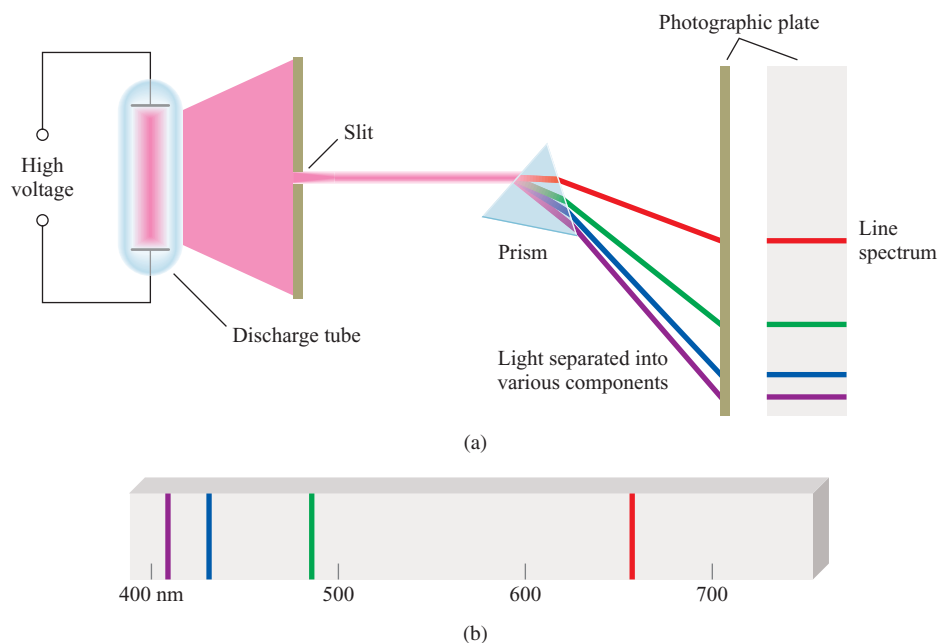 Photographic plate
Slit
High
voltage
Line
spectrum
Prism
Discharge tube
Light separated into
various components
(a)
400 nm
500
600
700
(b)